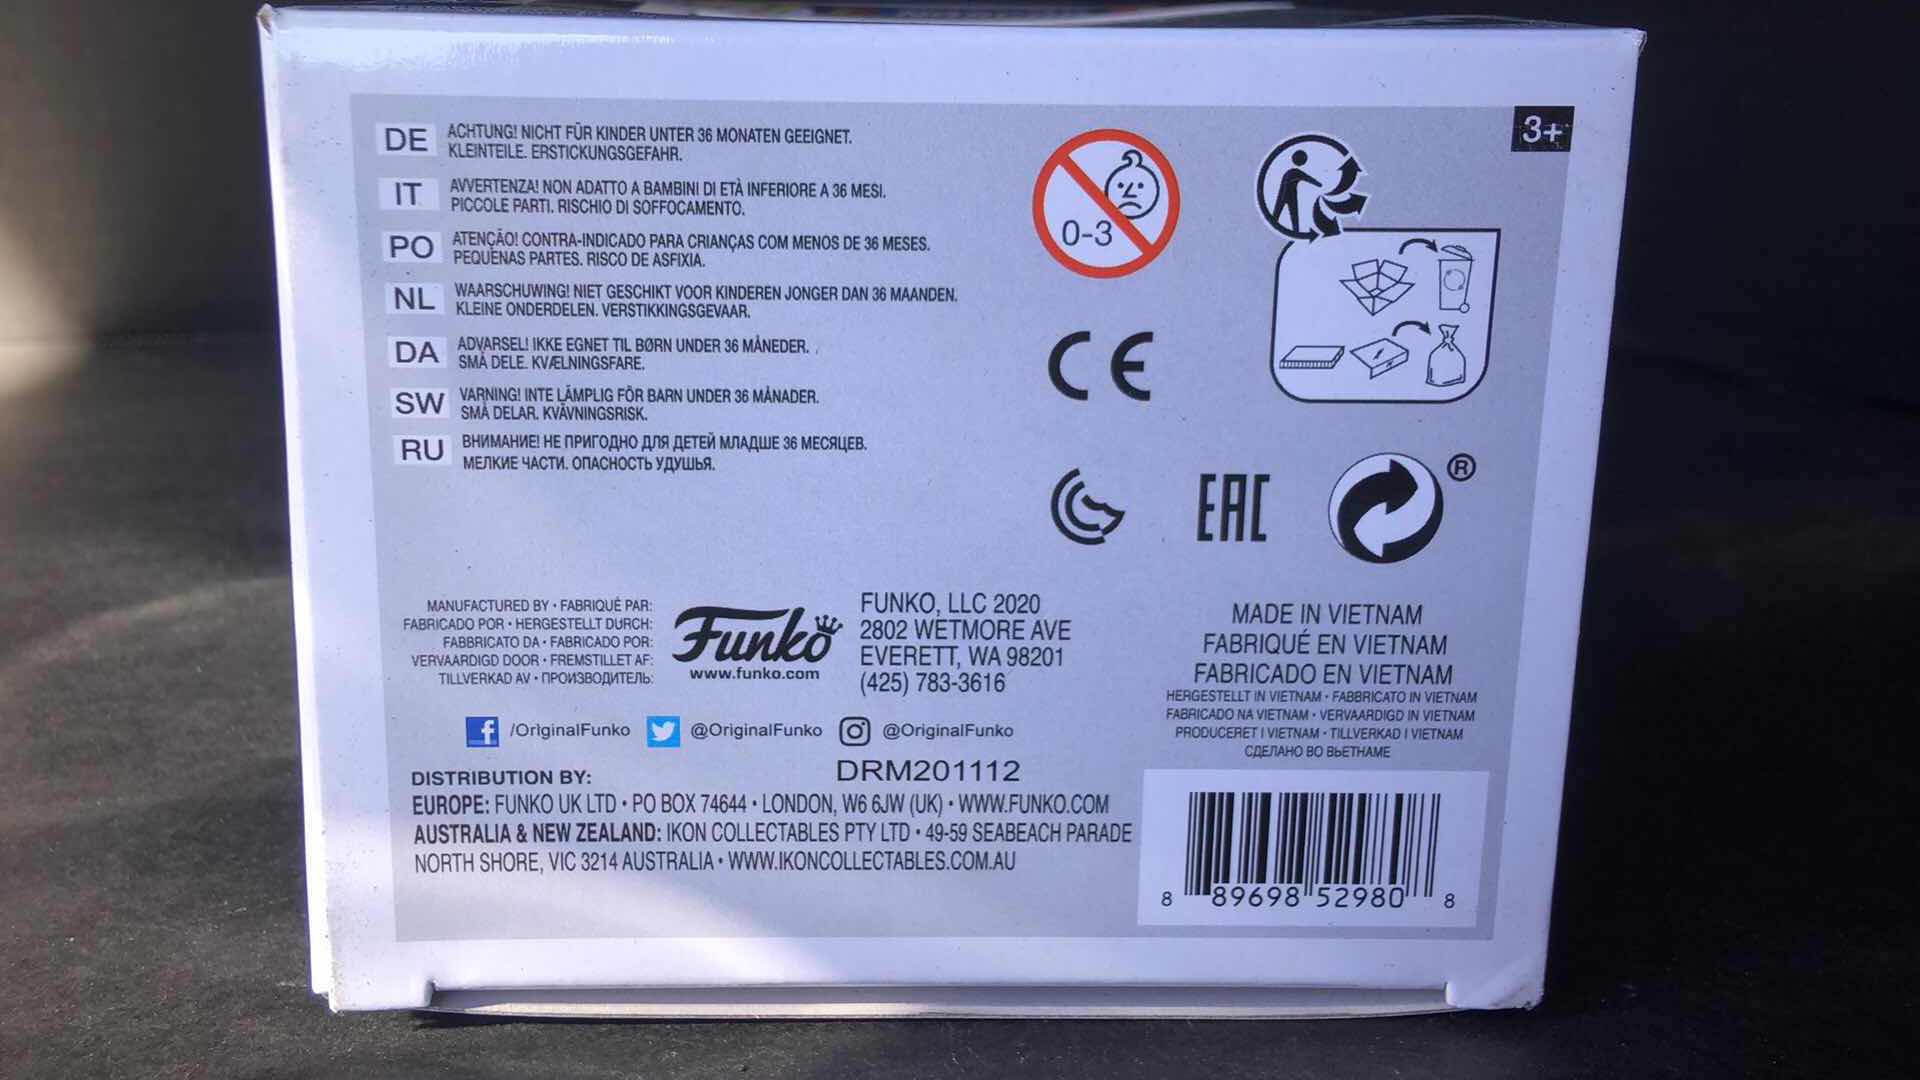 3+
DE ACHTUNG! NICHT FÜR KINDER UNTER 36 MONATEN GEEIGNET.
KLEINTEILE. ERSTICKUNGSGEFAHR.
IT AVVERTENZA! NON ADATTO A BAMBINI DI ETÀ INFERIORE A 36 MESI.
PICCOLE PARTI. RISCHIO DI SOFFOCAMENTO.
PO ATENÇÃO! CONTRA-INDICADO PARA CRIANÇAS COM MENOS DE 36 MESES.
PEQUENAS PARTES. RISCO DE ASFIXIA.
NL WAARSCHUWING! NIET GESCHIKT VOOR KINDEREN JONGER DAN 36 MAANDEN.
KLEINE ONDERDELEN. VERSTIKKINGSGEVAAR.
DA ADVARSEL! IKKE EGNET TIL BØRN UNDER 36 MÅNEDER.
SMÅ DELE. KVÆLNINGSFARE.
SW VARNING! INTE LÄMPLIG FÖR BARN UNDER 36 MÅNADER.
SMÅ DELAR. KVÄVNINGSRISK.
RU ВНИМАНИЕ! НЕ ПРИГОДНО ДЛЯ ДЕТЕЙ МЛАДШЕ 36 МЕСЯЦЕВ.
МЕЛКИЕ ЧАСТИ. ОПАСНОСТЬ УДУШЬЯ.
0-3
CE
EAC
®
MANUFACTURED BY • FABRIQUÉ PAR:
FABRICADO POR • HERGESTELLT DURCH:
FABBRICATO DA • FABRICADO POR:
VERVAARDIGD DOOR • FREMSTILLET AF:
TILLVERKAD AV • ПРОИЗВОДИТЕЛЬ:
Funko
www.funko.com
FUNKO, LLC 2020
2802 WETMORE AVE
EVERETT, WA 98201
(425) 783-3616
MADE IN VIETNAM
FABRIQUÉ EN VIETNAM
FABRICADO EN VIETNAM
HERGESTELLT IN VIETNAM • FABBRICATO IN VIETNAM
FABRICADO NA VIETNAM • VERVAARDIGD IN VIETNAM
PRODUCERET I VIETNAM • TILLVERKAD I VIETNAM
СДЕЛАНО ВО ВЬЕТНАМЕ
/OriginalFunko @OriginalFunko @OriginalFunko
DRM201112
DISTRIBUTION BY:
EUROPE: FUNKO UK LTD • PO BOX 74644 • LONDON, W6 6JW (UK) • WWW.FUNKO.COM
AUSTRALIA & NEW ZEALAND: IKON COLLECTABLES PTY LTD • 49-59 SEABEACH PARADE
NORTH SHORE, VIC 3214 AUSTRALIA • WWW.IKONCOLLECTABLES.COM.AU
8 89698 52980 8